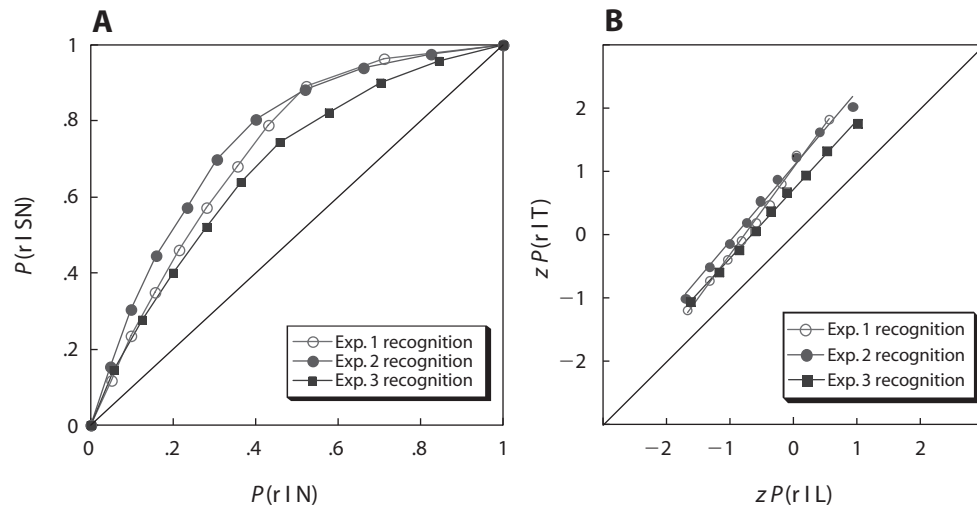 A
1
.8
.6
.4
.2
0
P(r I SN)
0
.2
.4
.6
.8
1
P(r I N)
Exp. 1 recognition
Exp. 2 recognition
Exp. 3 recognition
B
2
1
0
−1
−2
z P(r I T)
−2
−1
0
1
2
z P(r I L)
Exp. 1 recognition
Exp. 2 recognition
Exp. 3 recognition